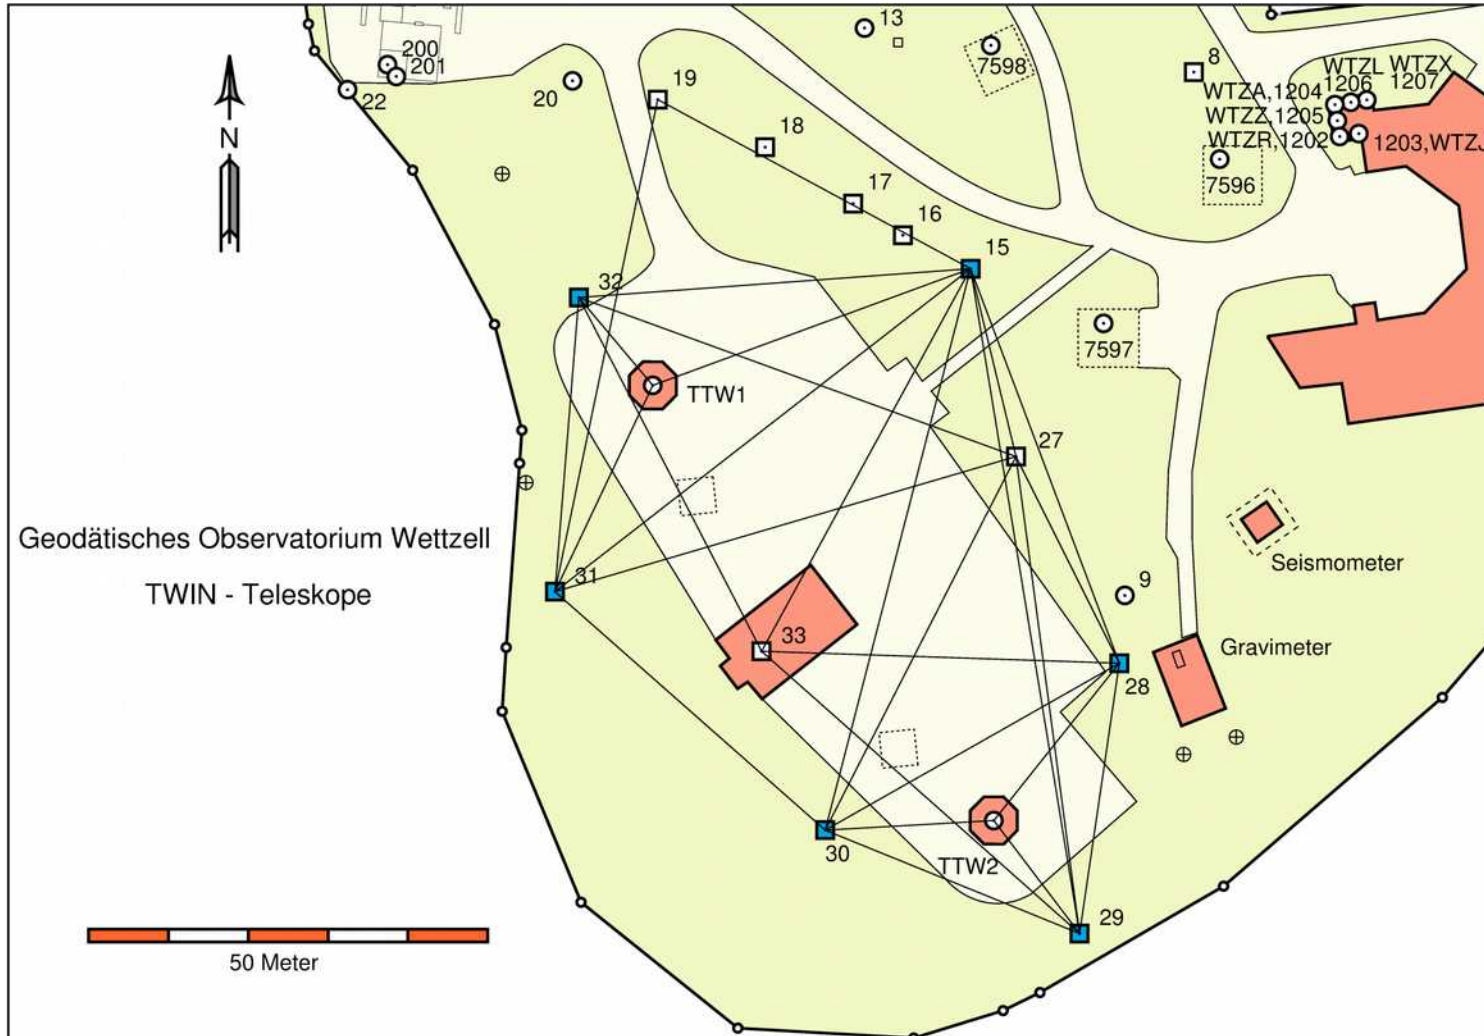 13
200
201
7598
8
WTZL WTZX
19
WTZA,1204
1206
1207
22
20
WTZZ,1205
N
18
WTZR,1202
1203,WTZJ
17
7596
16
15
32
7597
TTW1
27
Geodätisches Observatorium Wettzell
Seismometer
31
9
TWIN - Teleskope
33
Gravimeter
28
30
TTW2
29
50 Meter